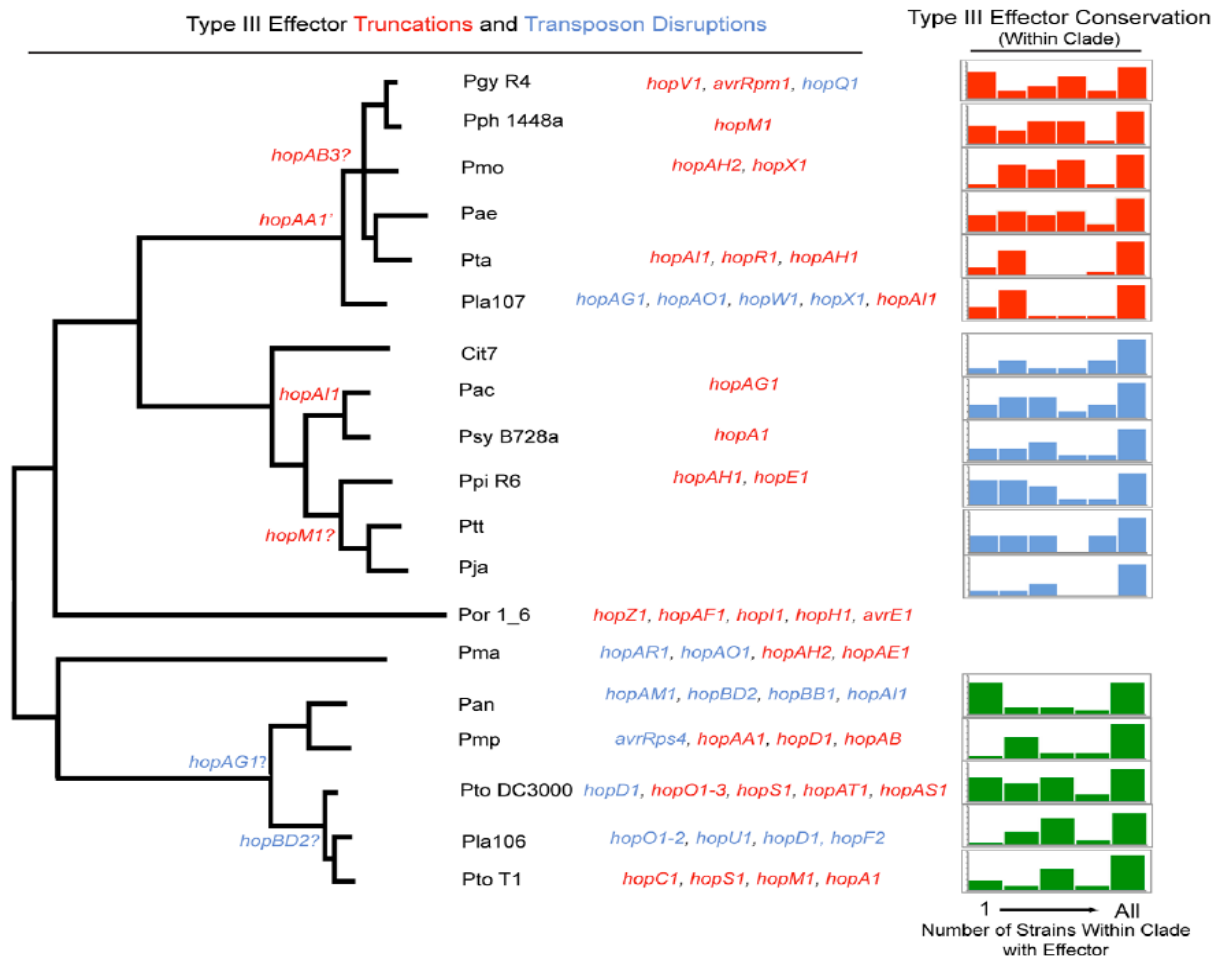 Type III Effector Truncations and Transposon Disruptions
Type III Effector Conservation
(Within Clade)
Pgy R4 hopV1, avrRpm1, hopQ1
Pph 1448a hopM1
hopAB3?
Pmo hopAH2, hopX1
hopAA1'
Pae
Pta hopAI1, hopR1, hopAH1
Pla107 hopAG1, hopAO1, hopW1, hopX1, hopAI1
Cit7
Pac hopAG1
hopAI1
Psy B728a hopA1
Ppi R6 hopAH1, hopE1
Ptt
hopM1?
Pja
Por 1_6 hopZ1, hopAF1, hopI1, hopH1, avrE1
Pma hopAR1, hopAO1, hopAH2, hopAE1
Pan hopAM1, hopBD2, hopBB1, hopAI1
Pmp avrRps4, hopAA1, hopD1, hopAB
hopAG1?
Pto DC3000 hopD1, hopO1-3, hopS1, hopAT1, hopAS1
hopBD2?
Pla106 hopO1-2, hopU1, hopD1, hopF2
Pto T1 hopC1, hopS1, hopM1, hopA1
1 All
Number of Strains Within Clade
with Effector